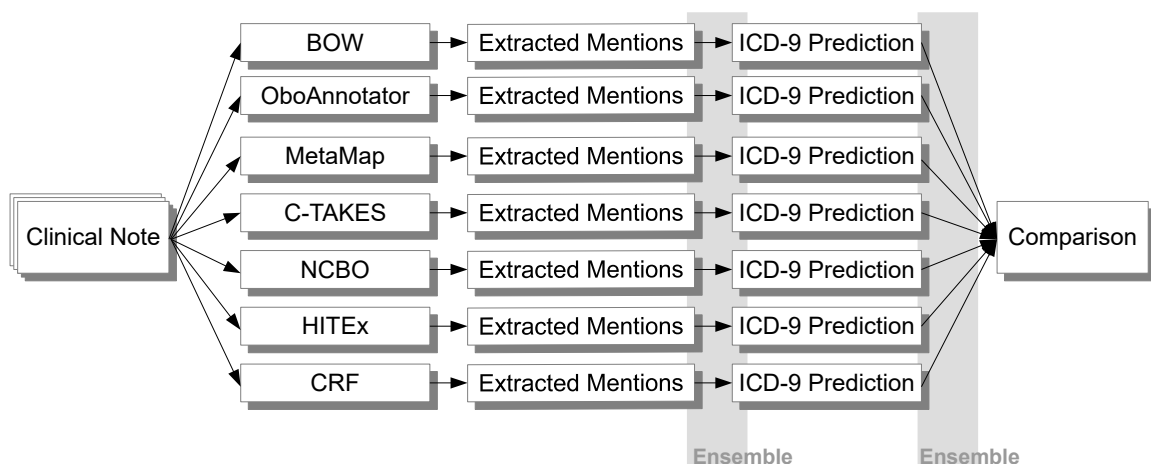 BOW Extracted Mentions ICD-9 Prediction
OboAnnotator Extracted Mentions ICD-9 Prediction
MetaMap Extracted Mentions ICD-9 Prediction
C-TAKES Extracted Mentions ICD-9 Prediction
Clinical Note
Comparison
NCBO Extracted Mentions ICD-9 Prediction
HITEx Extracted Mentions ICD-9 Prediction
CRF Extracted Mentions ICD-9 Prediction
Ensemble Ensemble